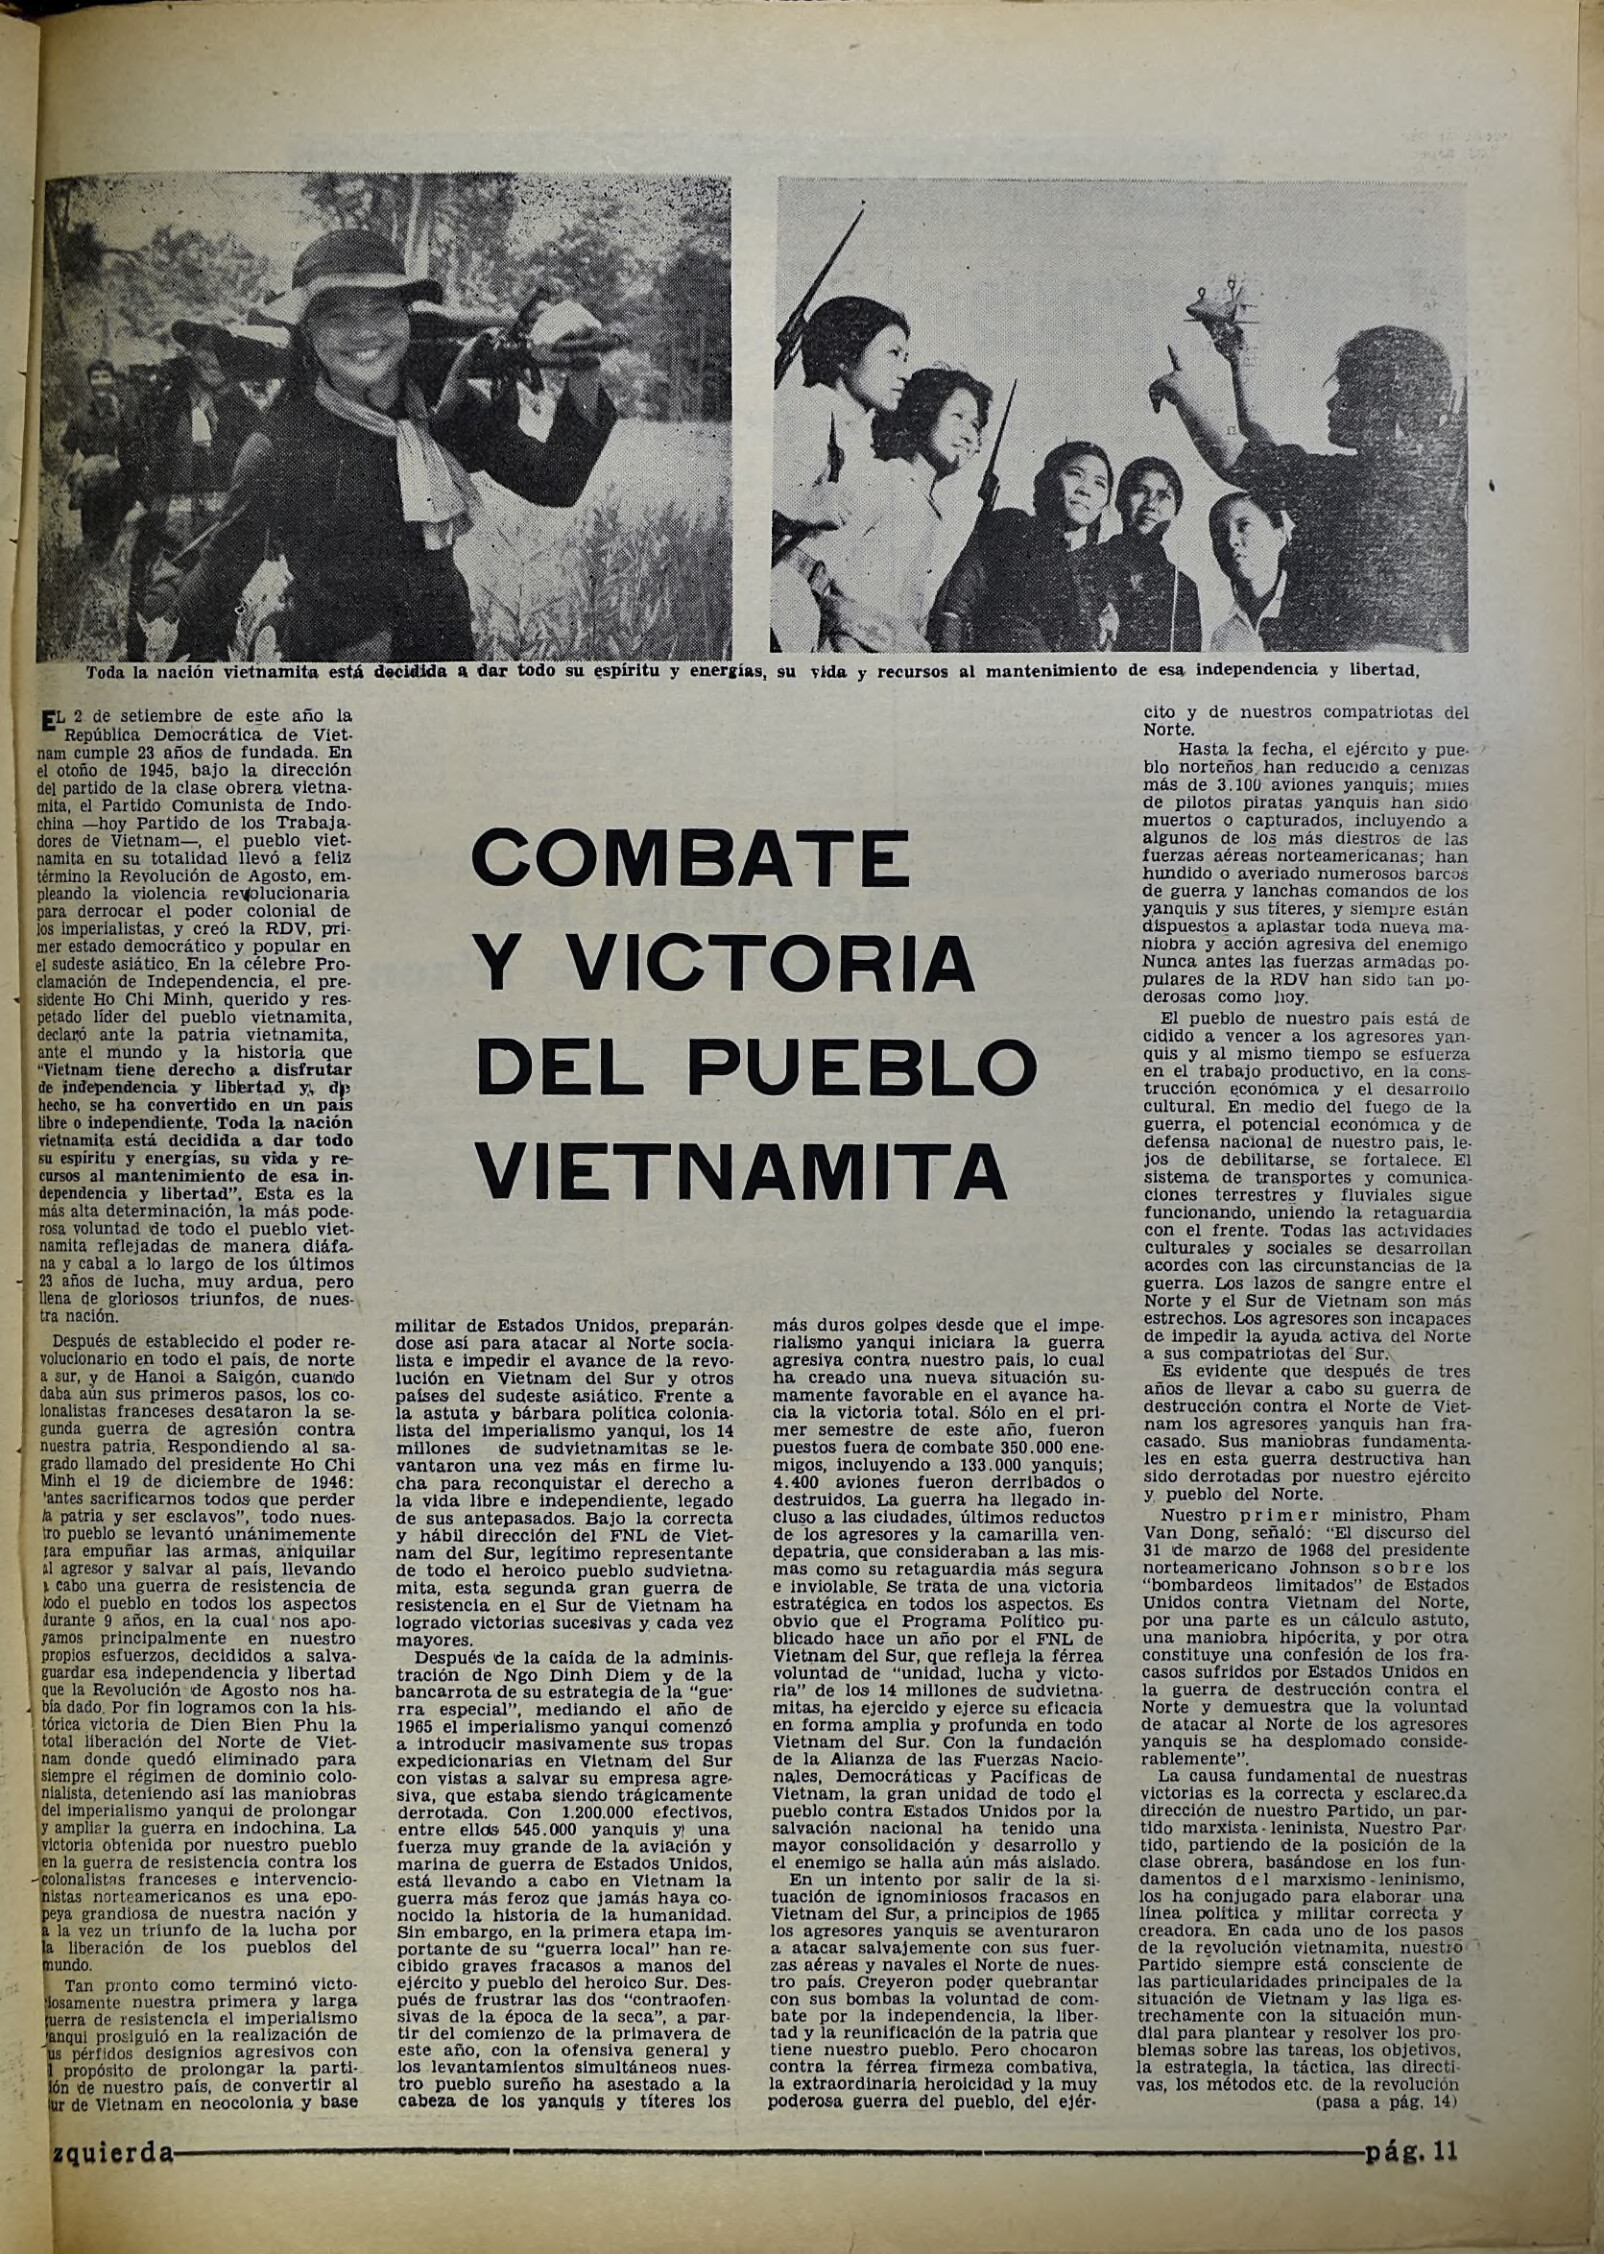 Toda la nación vietnamita está decidida a dar todo su espíritu y energías, su vida y recursos al mantenimiento de esa independencia y libertad,
COMBATE
Y VICTORIA
DEL PUEBLO
VIETNAMITA
EL 2 de setiembre de este año la
República Democrática de Viet-
nam cumple 23 años de fundada. En
el otoño de 1945, bajo la dirección
del partido de la clase obrera vietna-
mita, el Partido Comunista de Indo-
china —hoy Partido de los Trabaja-
dores de Vietnam—, el pueblo viet-
namita en su totalidad llevó a feliz
término la Revolución de Agosto, em-
pleando la violencia revolucionaria
para derrocar el poder colonial de
los imperialistas, y creó la RDV, pri-
mer estado democrático y popular en
el sudeste asiático. En la célebre Pro-
clamación de Independencia, el pre-
sidente Ho Chi Minh, querido y res-
petado líder del pueblo vietnamita,
declaró ante la patria vietnamita,
ante el mundo y la historia que
"Vietnam tiene derecho a disfrutar
de independencia y libertad y, de
hecho, se ha convertido en un país
libre o independiente. Toda la nación
vietnamita está decidida a dar todo
su espíritu y energías, su vida y re-
cursos al mantenimiento de esa in-
dependencia y libertad". Esta es la
más alta determinación, la más pode-
rosa voluntad de todo el pueblo viet-
namita reflejadas de manera diáfa-
na y cabal a lo largo de los últimos
23 años de lucha, muy ardua, pero
llena de gloriosos triunfos, de nues-
tra nación.
Después de establecido el poder re-
volucionario en todo el país, de norte
a sur, y de Hanoi a Saigón, cuando
daba aún sus primeros pasos, los co-
lonalistas franceses desataron la se-
gunda guerra de agresión contra
nuestra patria. Respondiendo al sa-
grado llamado del presidente Ho Chi
Minh el 19 de diciembre de 1946:
'antes sacrificarnos todos que perder
la patria y ser esclavos", todo nues-
tro pueblo se levantó unánimemente
para empuñar las armas, aniquilar
al agresor y salvar al país, llevando
a cabo una guerra de resistencia de
todo el pueblo en todos los aspectos
durante 9 años, en la cual nos apo-
yamos principalmente en nuestro
propios esfuerzos, decididos a salva-
guardar esa independencia y libertad
que la Revolución de Agosto nos ha-
bía dado. Por fin logramos con la his-
tórica victoria de Dien Bien Phu la
total liberación del Norte de Viet-
nam donde quedó eliminado para
siempre el régimen de dominio colo-
nialista, deteniendo así las maniobras
del imperialismo yanqui de prolongar
y ampliar la guerra en indochina. La
victoria obtenida por nuestro pueblo
en la guerra de resistencia contra los
colonalistas franceses e intervencio-
nistas norteamericanos es una epo-
peya grandiosa de nuestra nación y
a la vez un triunfo de la lucha por
la liberación de los pueblos del
mundo.
Tan pronto como terminó victo-
iosamente nuestra primera y larga
guerra de resistencia el imperialismo
yanqui prosiguió en la realización de
us pérfidos designios agresivos con
l propósito de prolongar la parti-
ión de nuestro país, de convertir al
ur de Vietnam en neocolonia y base
militar de Estados Unidos, preparán-
dose así para atacar al Norte socia-
lista e impedir el avance de la revo-
lución en Vietnam del Sur y otros
países del sudeste asiático. Frente a
la astuta y bárbara política colonia-
lista del imperialismo yanqui, los 14
millones de sudvietnamitas se le-
vantaron una vez más en firme lu-
cha para reconquistar el derecho a
la vida libre e independiente, legado
de sus antepasados. Bajo la correcta
y hábil dirección del FNL de Viet-
nam del Sur, legítimo representante
de todo el heroico pueblo sudvietna-
mita, esta segunda gran guerra de
resistencia en el Sur de Vietnam ha
logrado victorias sucesivas y cada vez
mayores.
Después de la caída de la adminis-
tración de Ngo Dinh Diem y de la
bancarrota de su estrategia de la "gue-
rra especial", mediando el año de
1965 el imperialismo yanqui comenzó
a introducir masivamente sus tropas
expedicionarias en Vietnam del Sur
con vistas a salvar su empresa agre-
siva, que estaba siendo trágicamente
derrotada. Con 1.200.000 efectivos,
entre ellos 545.000 yanquis y una
fuerza muy grande de la aviación y
marina de guerra de Estados Unidos,
está llevando a cabo en Vietnam la
guerra más feroz que jamás haya co-
nocido la historia de la humanidad.
Sin embargo, en la primera etapa im-
portante de su "guerra local" han re-
cibido graves fracasos a manos del
ejército y pueblo del heroico Sur. Des-
pués de frustrar las dos "contraofen-
sivas de la época de la seca", a par-
tir del comienzo de la primavera de
este año, con la ofensiva general y
los levantamientos simultáneos nues-
tro pueblo sureño ha asestado a la
cabeza de los yanquis y títeres los
más duros golpes desde que el impe-
rialismo yanqui iniciara la guerra
agresiva contra nuestro país, lo cual
ha creado una nueva situación su-
mamente favorable en el avance ha-
cia la victoria total. Sólo en el pri-
mer semestre de este año, fueron
puestos fuera de combate 350.000 ene-
migos, incluyendo a 133.000 yanquis;
4.400 aviones fueron derribados o
destruidos. La guerra ha llegado in-
cluso a las ciudades, últimos reductos
de los agresores y la camarilla ven-
depatria, que consideraban a las mis-
mas como su retaguardia más segura
e inviolable. Se trata de una victoria
estratégica en todos los aspectos. Es
obvio que el Programa Político pu-
blicado hace un año por el FNL de
Vietnam del Sur, que refleja la férrea
voluntad de "unidad, lucha y victo-
ria" de los 14 millones de sudvietna-
mitas, ha ejercido y ejerce su eficacia
en forma amplia y profunda en todo
Vietnam del Sur. Con la fundación
de la Alianza de las Fuerzas Nacio-
nales, Democráticas y Pacíficas de
Vietnam, la gran unidad de todo el
pueblo contra Estados Unidos por la
salvación nacional ha tenido una
mayor consolidación y desarrollo y
el enemigo se halla aún más aislado.
En un intento por salir de la si-
tuación de ignominiosos fracasos en
Vietnam del Sur, a principios de 1965
los agresores yanquis se aventuraron
a atacar salvajemente con sus fuer-
zas aéreas y navales el Norte de nues-
tro país. Creyeron poder quebrantar
con sus bombas la voluntad de com-
bate por la independencia, la liber-
tad y la reunificación de la patria que
tiene nuestro pueblo. Pero chocaron
contra la férrea firmeza combativa,
la extraordinaria heroicidad y la muy
poderosa guerra del pueblo, del ejér-
cito y de nuestros compatriotas del
Norte.
Hasta la fecha, el ejército y pue-
blo norteños han reducido a cenizas
más de 3.100 aviones yanquis; miles
de pilotos piratas yanquis han sido
muertos o capturados, incluyendo a
algunos de los más diestros de las
fuerzas aéreas norteamericanas; han
hundido o averiado numerosos barcos
de guerra y lanchas comandos de los
yanquis y sus títeres, y siempre están
dispuestos a aplastar toda nueva ma-
niobra y acción agresiva del enemigo
Nunca antes las fuerzas armadas po-
pulares de la RDV han sido tan po-
derosas como hoy.
El pueblo de nuestro país está de
cidido a vencer a los agresores yan-
quis y al mismo tiempo se esfuerza
en el trabajo productivo, en la cons-
trucción económica y el desarrollo
cultural. En medio del fuego de la
guerra, el potencial económico y de
defensa nacional de nuestro país, le-
jos de debilitarse, se fortalece. El
sistema de transportes y comunica-
ciones terrestres y fluviales sigue
funcionando, uniendo la retaguardia
con el frente. Todas las actividades
culturales y sociales se desarrollan
acordes con las circunstancias de la
guerra. Los lazos de sangre entre el
Norte y el Sur de Vietnam son más
estrechos. Los agresores son incapaces
de impedir la ayuda activa del Norte
a sus compatriotas del Sur.
Es evidente que después de tres
años de llevar a cabo su guerra de
destrucción contra el Norte de Viet-
nam los agresores yanquis han fra-
casado. Sus maniobras fundamenta-
les en esta guerra destructiva han
sido derrotadas por nuestro ejército
y pueblo del Norte.
Nuestro primer ministro, Pham
Van Dong, señaló: "El discurso del
31 de marzo de 1968 del presidente
norteamericano Johnson sobre los
"bombardeos limitados" de Estados
Unidos contra Vietnam del Norte,
por una parte es un cálculo astuto,
una maniobra hipócrita, y por otra
constituye una confesión de los fra-
casos sufridos por Estados Unidos en
la guerra de destrucción contra el
Norte y demuestra que la voluntad
de atacar al Norte de los agresores
yanquis se ha desplomado conside-
rablemente".
La causa fundamental de nuestras
victorias es la correcta y esclarec.da
dirección de nuestro Partido, un par-
tido marxista-leninista. Nuestro Par-
tido, partiendo de la posición de la
clase obrera, basándose en los fun-
damentos del marxismo-leninismo,
los ha conjugado para elaborar una
línea política y militar correcta y
creadora. En cada uno de los pasos
de la revolución vietnamita, nuestro
Partido siempre está consciente de
las particularidades principales de la
situación de Vietnam y las liga es-
trechamente con la situación mun-
dial para plantear y resolver los pro-
blemas sobre las tareas, los objetivos,
la estrategia, la táctica, las directi-
vas, los métodos etc. de la revolución
(pasa a pág. 14)
zquierda
pág. 11